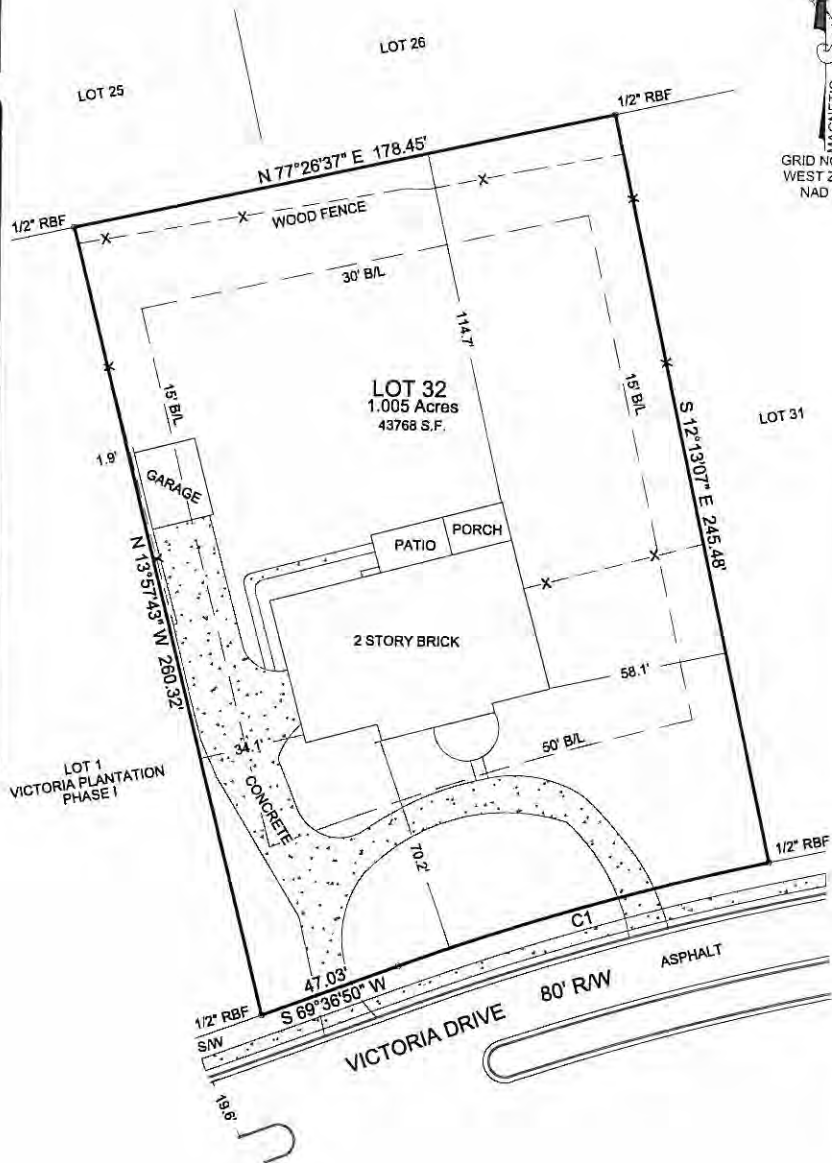 LOT 26
LOT 25
1/2" RBF
MAGNETIC
N 77°26'37" E 178.45'
GRID NO
WEST Z
NAD
1/2" RBF
WOOD FENCE
30' B/L
114.7'
LOT 32
1.005 Acres
43768 S.F.
15' B/L
15' B/L
LOT 31
S 12°13'07" E 245.48'
1.9'
GARAGE
PATIO
PORCH
N 13°57'43" W 260.32'
2 STORY BRICK
58.1'
34.1'
50' B/L
LOT 1
VICTORIA PLANTATION
PHASE I
CONCRETE
70.2'
1/2" RBF
C1
47.03'
S 69°36'50" W
ASPHALT
80' R/W
1/2" RBF
S/W
VICTORIA DRIVE
19.6'